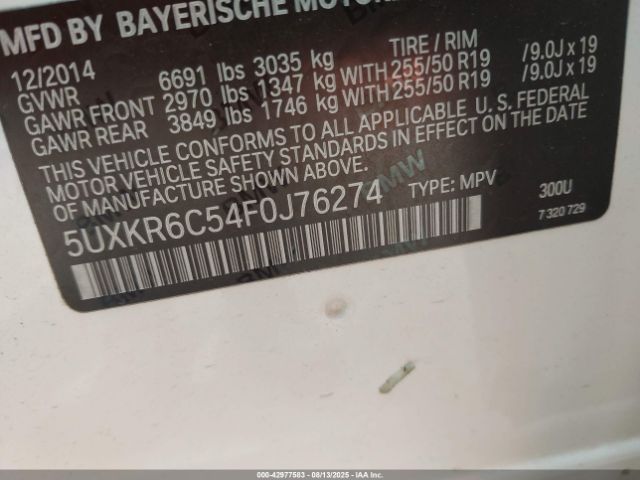 MFD BY BAYERISCHE MOTOR
12/2014
TIRE / RIM
GVWR 6691 lbs 3035 kg
GAWR FRONT 2970 lbs 1347 kg WITH 255/50 R19 /9.0J x 19
GAWR REAR 3849 lbs 1746 kg WITH 255/50 R19 /9.0J x 19
THIS VEHICLE CONFORMS TO ALL APPLICABLE U.S. FEDERAL
MOTOR VEHICLE SAFETY STANDARDS IN EFFECT ON THE DATE
OF MANUFACTURE SHOWN ABOVE.
5UXKR6C54F0J76274 TYPE: MPV 300U
7 320 729
BMW
000-42977583 - 08/13/2025 - IAA Corp.